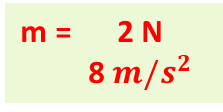 m = 2 N
8 m/s²